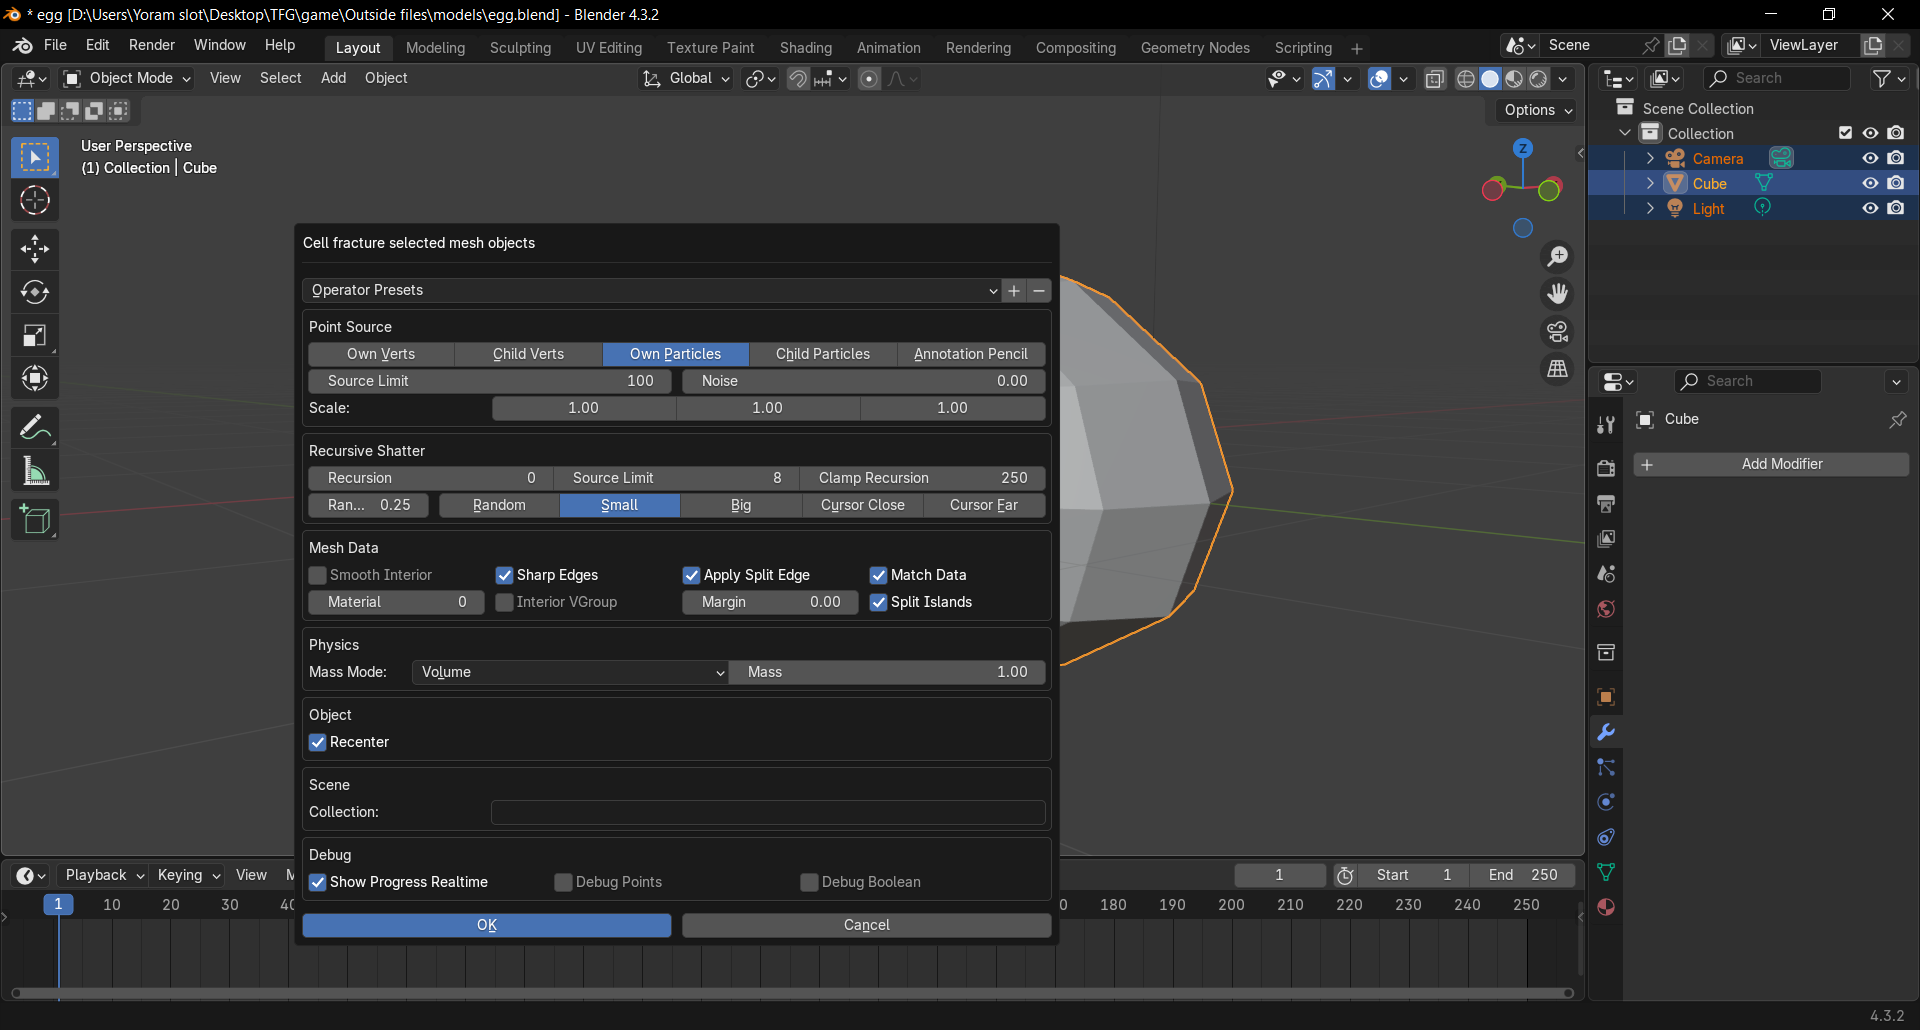 * egg [D:\Users\Yoram slot\Desktop\TFG\game\Outside files\models\egg.blend] - Blender 4.3.2
File Edit Render Window Help Layout Modeling Sculpting UV Editing Texture Paint Shading Animation Rendering Compositing Geometry Nodes Scripting + Scene ViewLayer
Object Mode View Select Add Object Global Search
Options
User Perspective
(1) Collection | Cube
Z
Scene Collection
Collection
Camera
Cube
Light
Search
Cube
+ Add Modifier
Cell fracture selected mesh objects
Operator Presets
Point Source
Own Verts Child Verts Own Particles Child Particles Annotation Pencil
Source Limit 100 Noise 0.00
Scale: 1.00 1.00 1.00
Recursive Shatter
Recursion 0 Source Limit 8 Clamp Recursion 250
Ran... 0.25 Random Small Big Cursor Close Cursor Far
Mesh Data
Smooth Interior Sharp Edges Apply Split Edge Match Data
Material 0 Interior VGroup Margin 0.00 Split Islands
Physics
Mass Mode: Volume Mass 1.00
Object
Recenter
Scene
Collection:
Debug
Show Progress Realtime Debug Points Debug Boolean
OK Cancel
Playback Keying View 1 Start 1 End 250
1 10 20 30 180 190 200 210 220 230 240 250
4.3.2